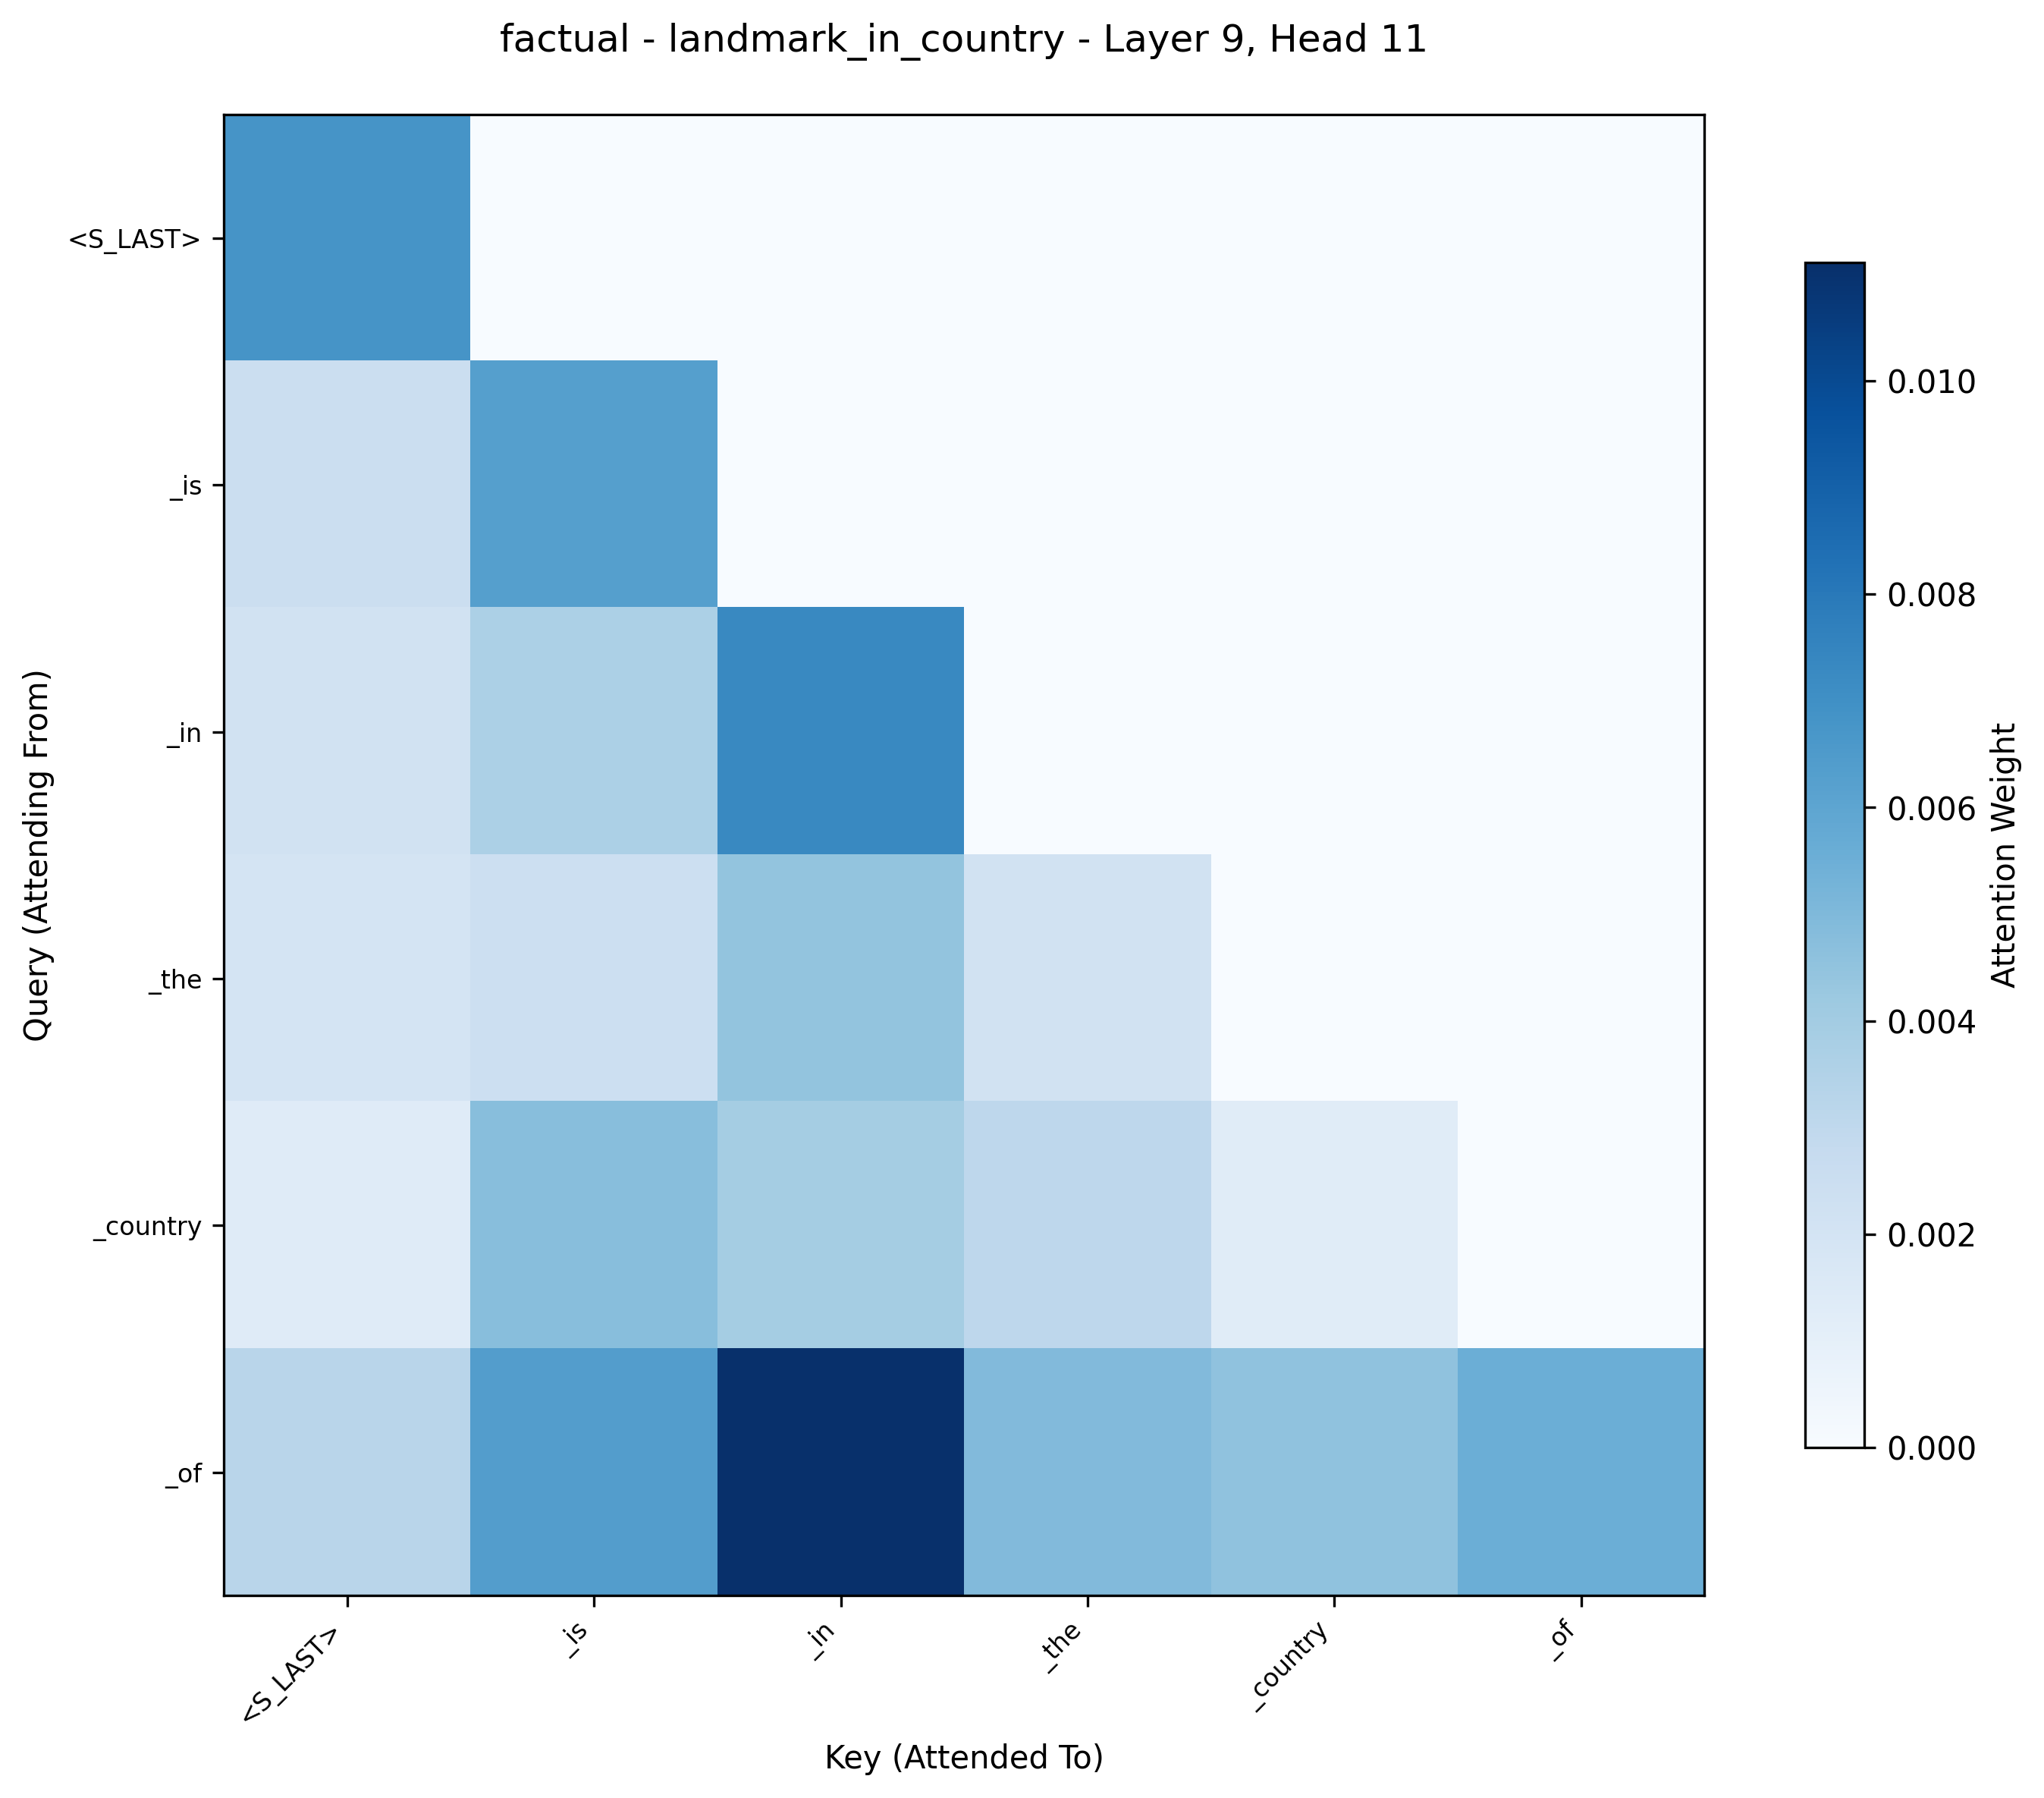 factual - landmark_in_country - Layer 9, Head 11
Query (Attending From)
<S_LAST>
_is
_in
_the
_country
_of
<S_LAST>
_is
_in
_the
_country
_of
Key (Attended To)
0.010
0.008
0.006
0.004
0.002
0.000
Attention Weight